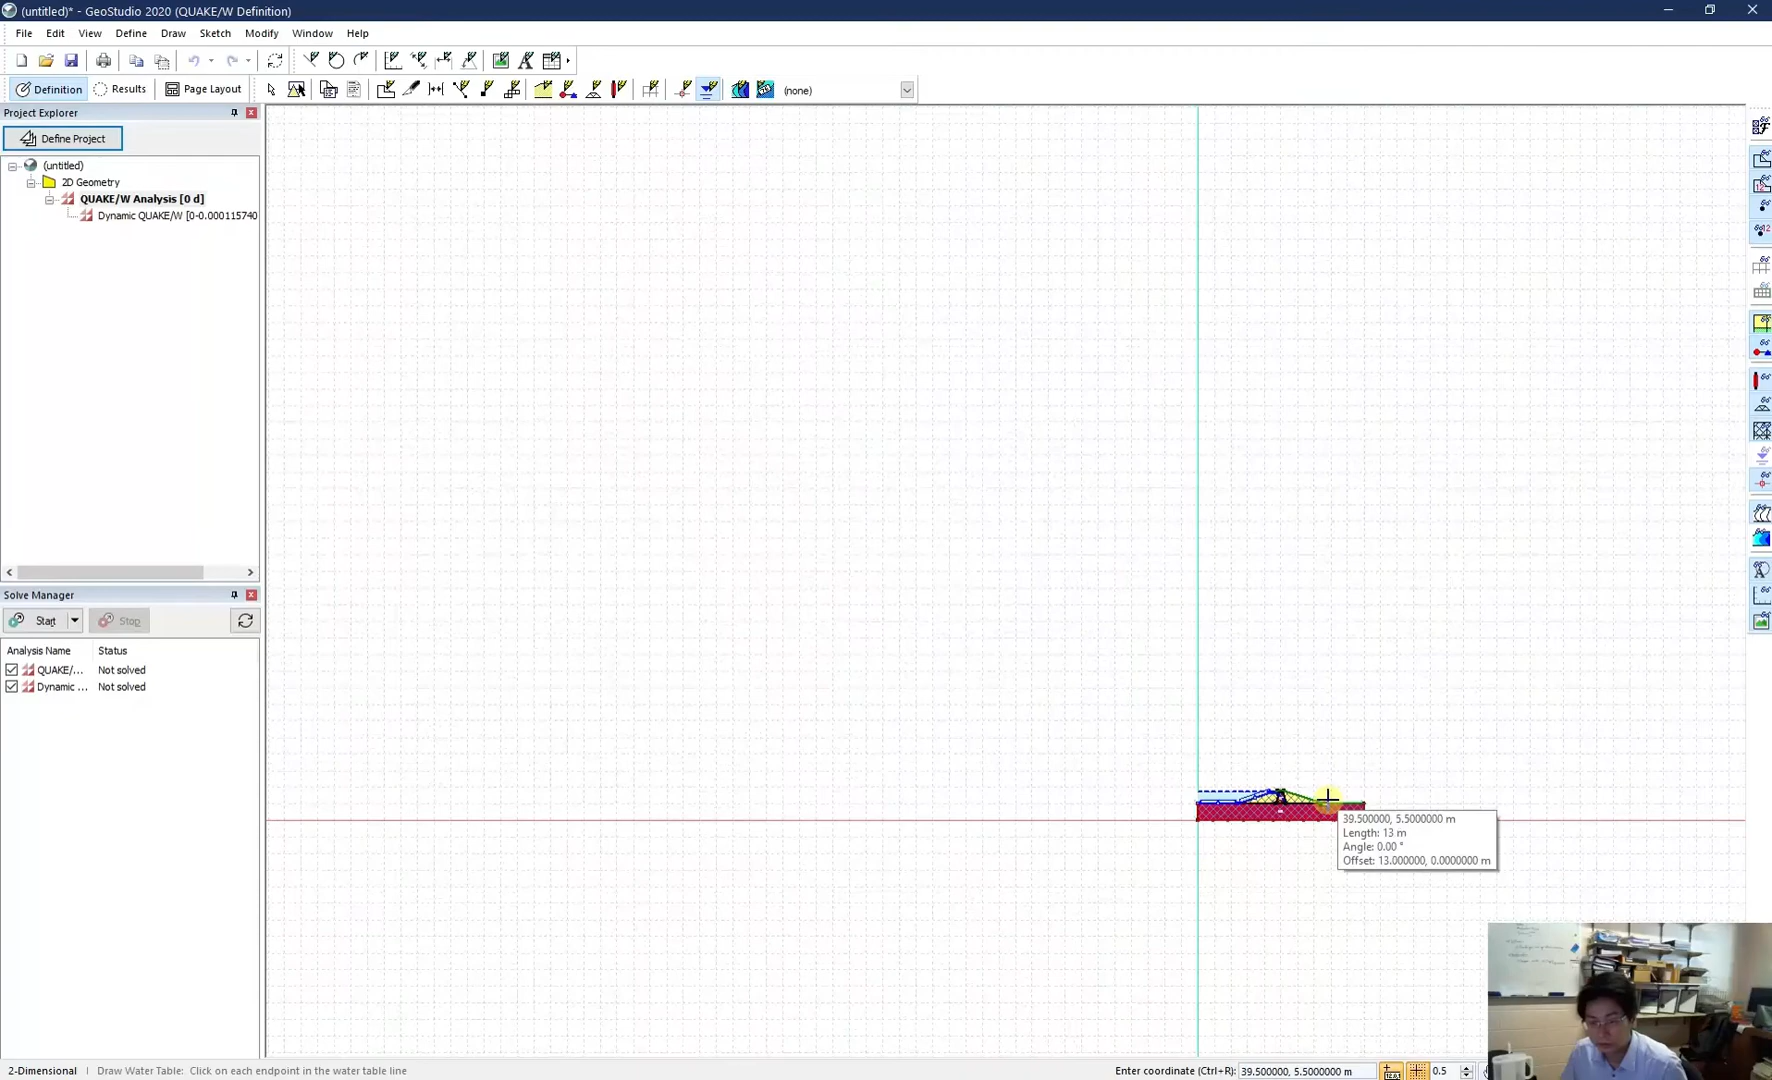 (untitled)* - GeoStudio 2020 (QUAKE/W Definition)
File Edit View Define Draw Sketch Modify Window Help
Definition Results Page Layout (none)
Project Explorer
Define Project
(untitled)
2D Geometry
QUAKE/W Analysis [0 d]
Dynamic QUAKE/W [0-0.000115740
Solve Manager
Start Stop
Analysis Name Status
QUAKE/... Not solved
Dynamic ... Not solved
39.500000, 5.5000000 m
Length: 13 m
Angle: 0.00 °
Offset: 13.000000, 0.0000000 m
2-Dimensional Draw Water Table: Click on each endpoint in the water table line Enter coordinate (Ctrl+R): 39.500000, 5.5000000 m 0.5